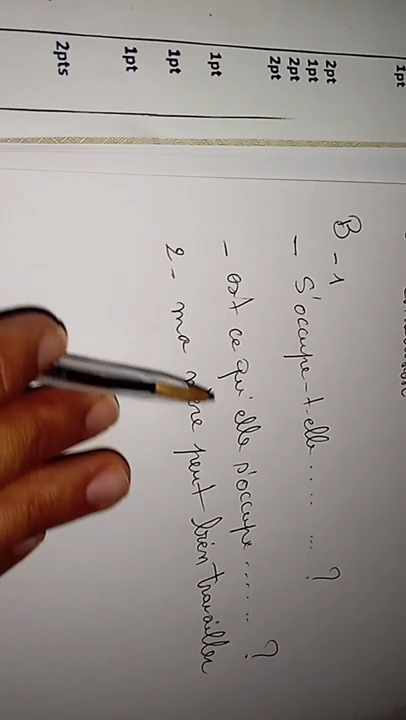 1pt
2pt
1pt
2pt
2pt
1pt
1pt
1pt
2pts
B - 1
- S'occupe-t-elle ..... ... ?
- est ce qu'elle s'occupe ..... .. ?
2 - ma mère peut bien travailler